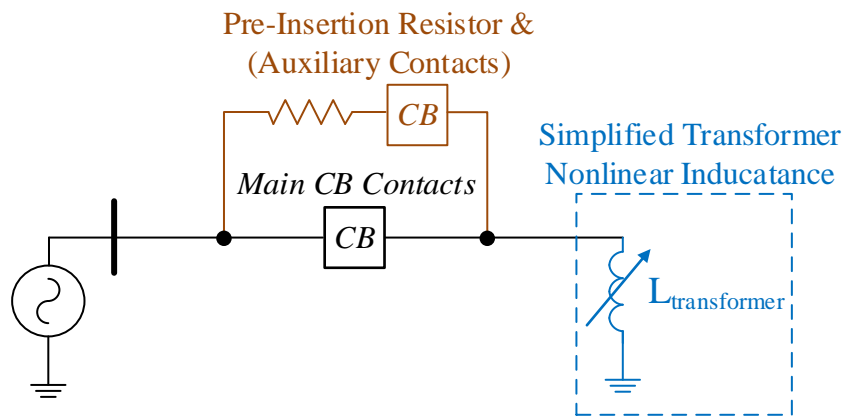 Pre-Insertion Resistor &
(Auxiliary Contacts)
CB
Simplified Transformer
Nonlinear Inducatance
Main CB Contacts
CB
Ltransformer